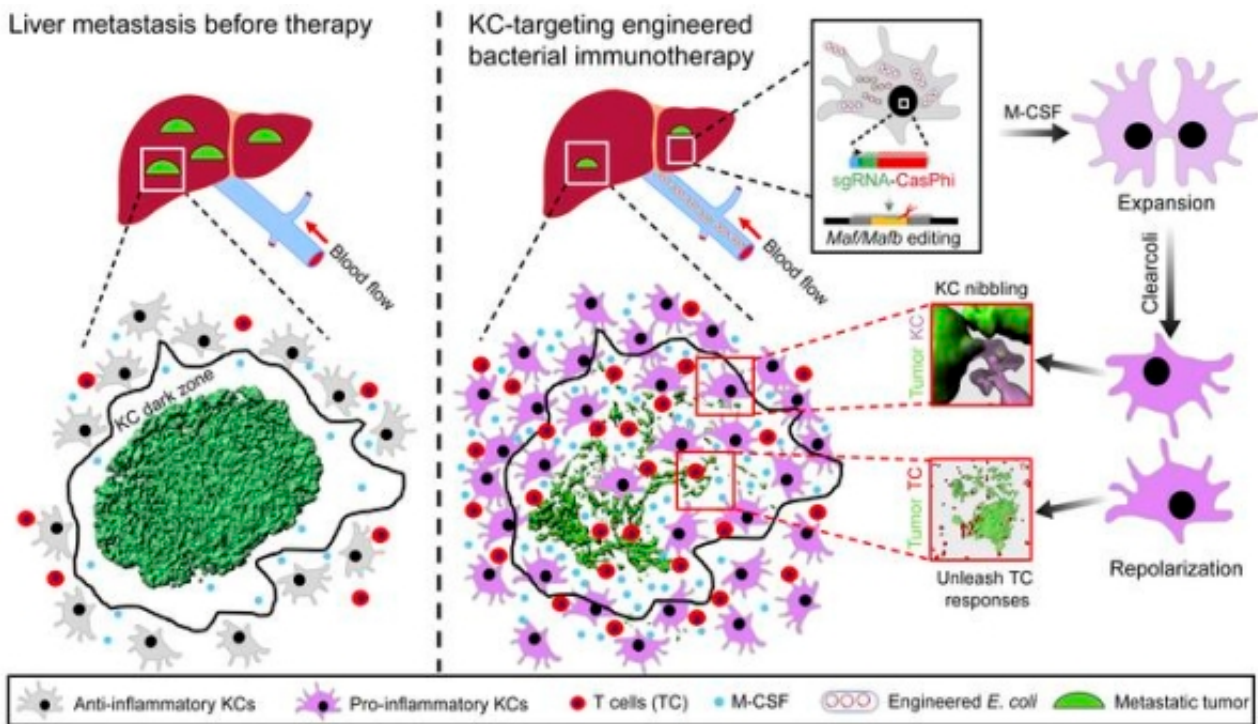 Liver metastasis before therapy
KC-targeting engineered
bacterial immunotherapy
Blood flow
KC dark zone
Blood flow
sgRNA-CasPhi
Maf/Mafb editing
M-CSF
Expansion
Clearcoli
KC nibbling
Tumor KC
Tumor TC
Unleash TC
responses
Repolarization
Anti-inflammatory KCs
Pro-inflammatory KCs
T cells (TC)
M-CSF
Engineered E. coli
Metastatic tumor